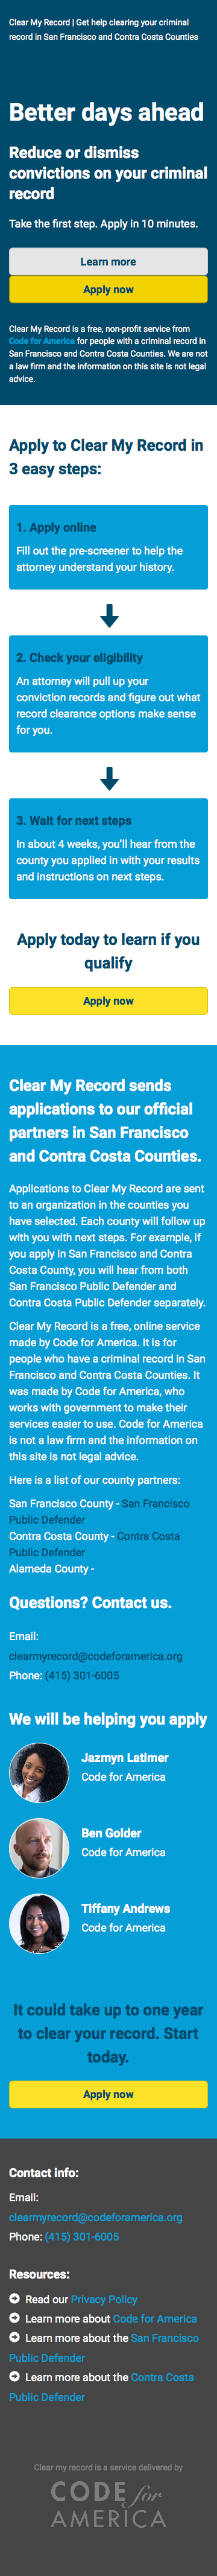 Clear My Record | Get help clearing your criminal
record in San Francisco and Contra Costa Counties
Better days ahead
Reduce or dismiss
convictions on your criminal
record
Take the first step. Apply in 10 minutes.
Learn more
Apply now
Clear My Record is a free, non-profit service from
Code for America for people with a criminal record in
San Francisco and Contra Costa Counties. We are not
a law firm and the information on this site is not legal
advice.
Apply to Clear My Record in
3 easy steps:
1. Apply online
Fill out the pre-screener to help the
attorney understand your history.
2. Check your eligibility
An attorney will pull up your
conviction records and figure out what
record clearance options make sense
for you.
3. Wait for next steps
In about 4 weeks, you'll hear from the
county you applied in with your results
and instructions on next steps.
Apply today to learn if you
qualify
Apply now
Clear My Record sends
applications to our official
partners in San Francisco
and Contra Costa Counties.
Applications to Clear My Record are sent
to an organization in the counties you
have selected. Each county will follow up
with you with next steps. For example, if
you apply in San Francisco and Contra
Costa County, you will hear from both
San Francisco Public Defender and
Contra Costa Public Defender separately.
Clear My Record is a free, online service
made by Code for America. It is for
people who have a criminal record in San
Francisco and Contra Costa Counties. It
was made by Code for America, who
works with government to make their
services easier to use. Code for America
is not a law firm and the information on
this site is not legal advice.
Here is a list of our county partners:
San Francisco County - San Francisco
Public Defender
Contra Costa County - Contra Costa
Public Defender
Alameda County -
Questions? Contact us.
Email:
clearmyrecord@codeforamerica.org
Phone: (415) 301-6005
We will be helping you apply
Jazmyn Latimer
Code for America
Ben Golder
Code for America
Tiffany Andrews
Code for America
It could take up to one year
to clear your record. Start
today.
Apply now
Contact info:
Email:
clearmyrecord@codeforamerica.org
Phone: (415) 301-6005
Resources:
Read our Privacy Policy
Learn more about Code for America
Learn more about the San Francisco
Public Defender
Learn more about the Contra Costa
Public Defender
Clear my record is a service delivered by
CODE for
AMERICA